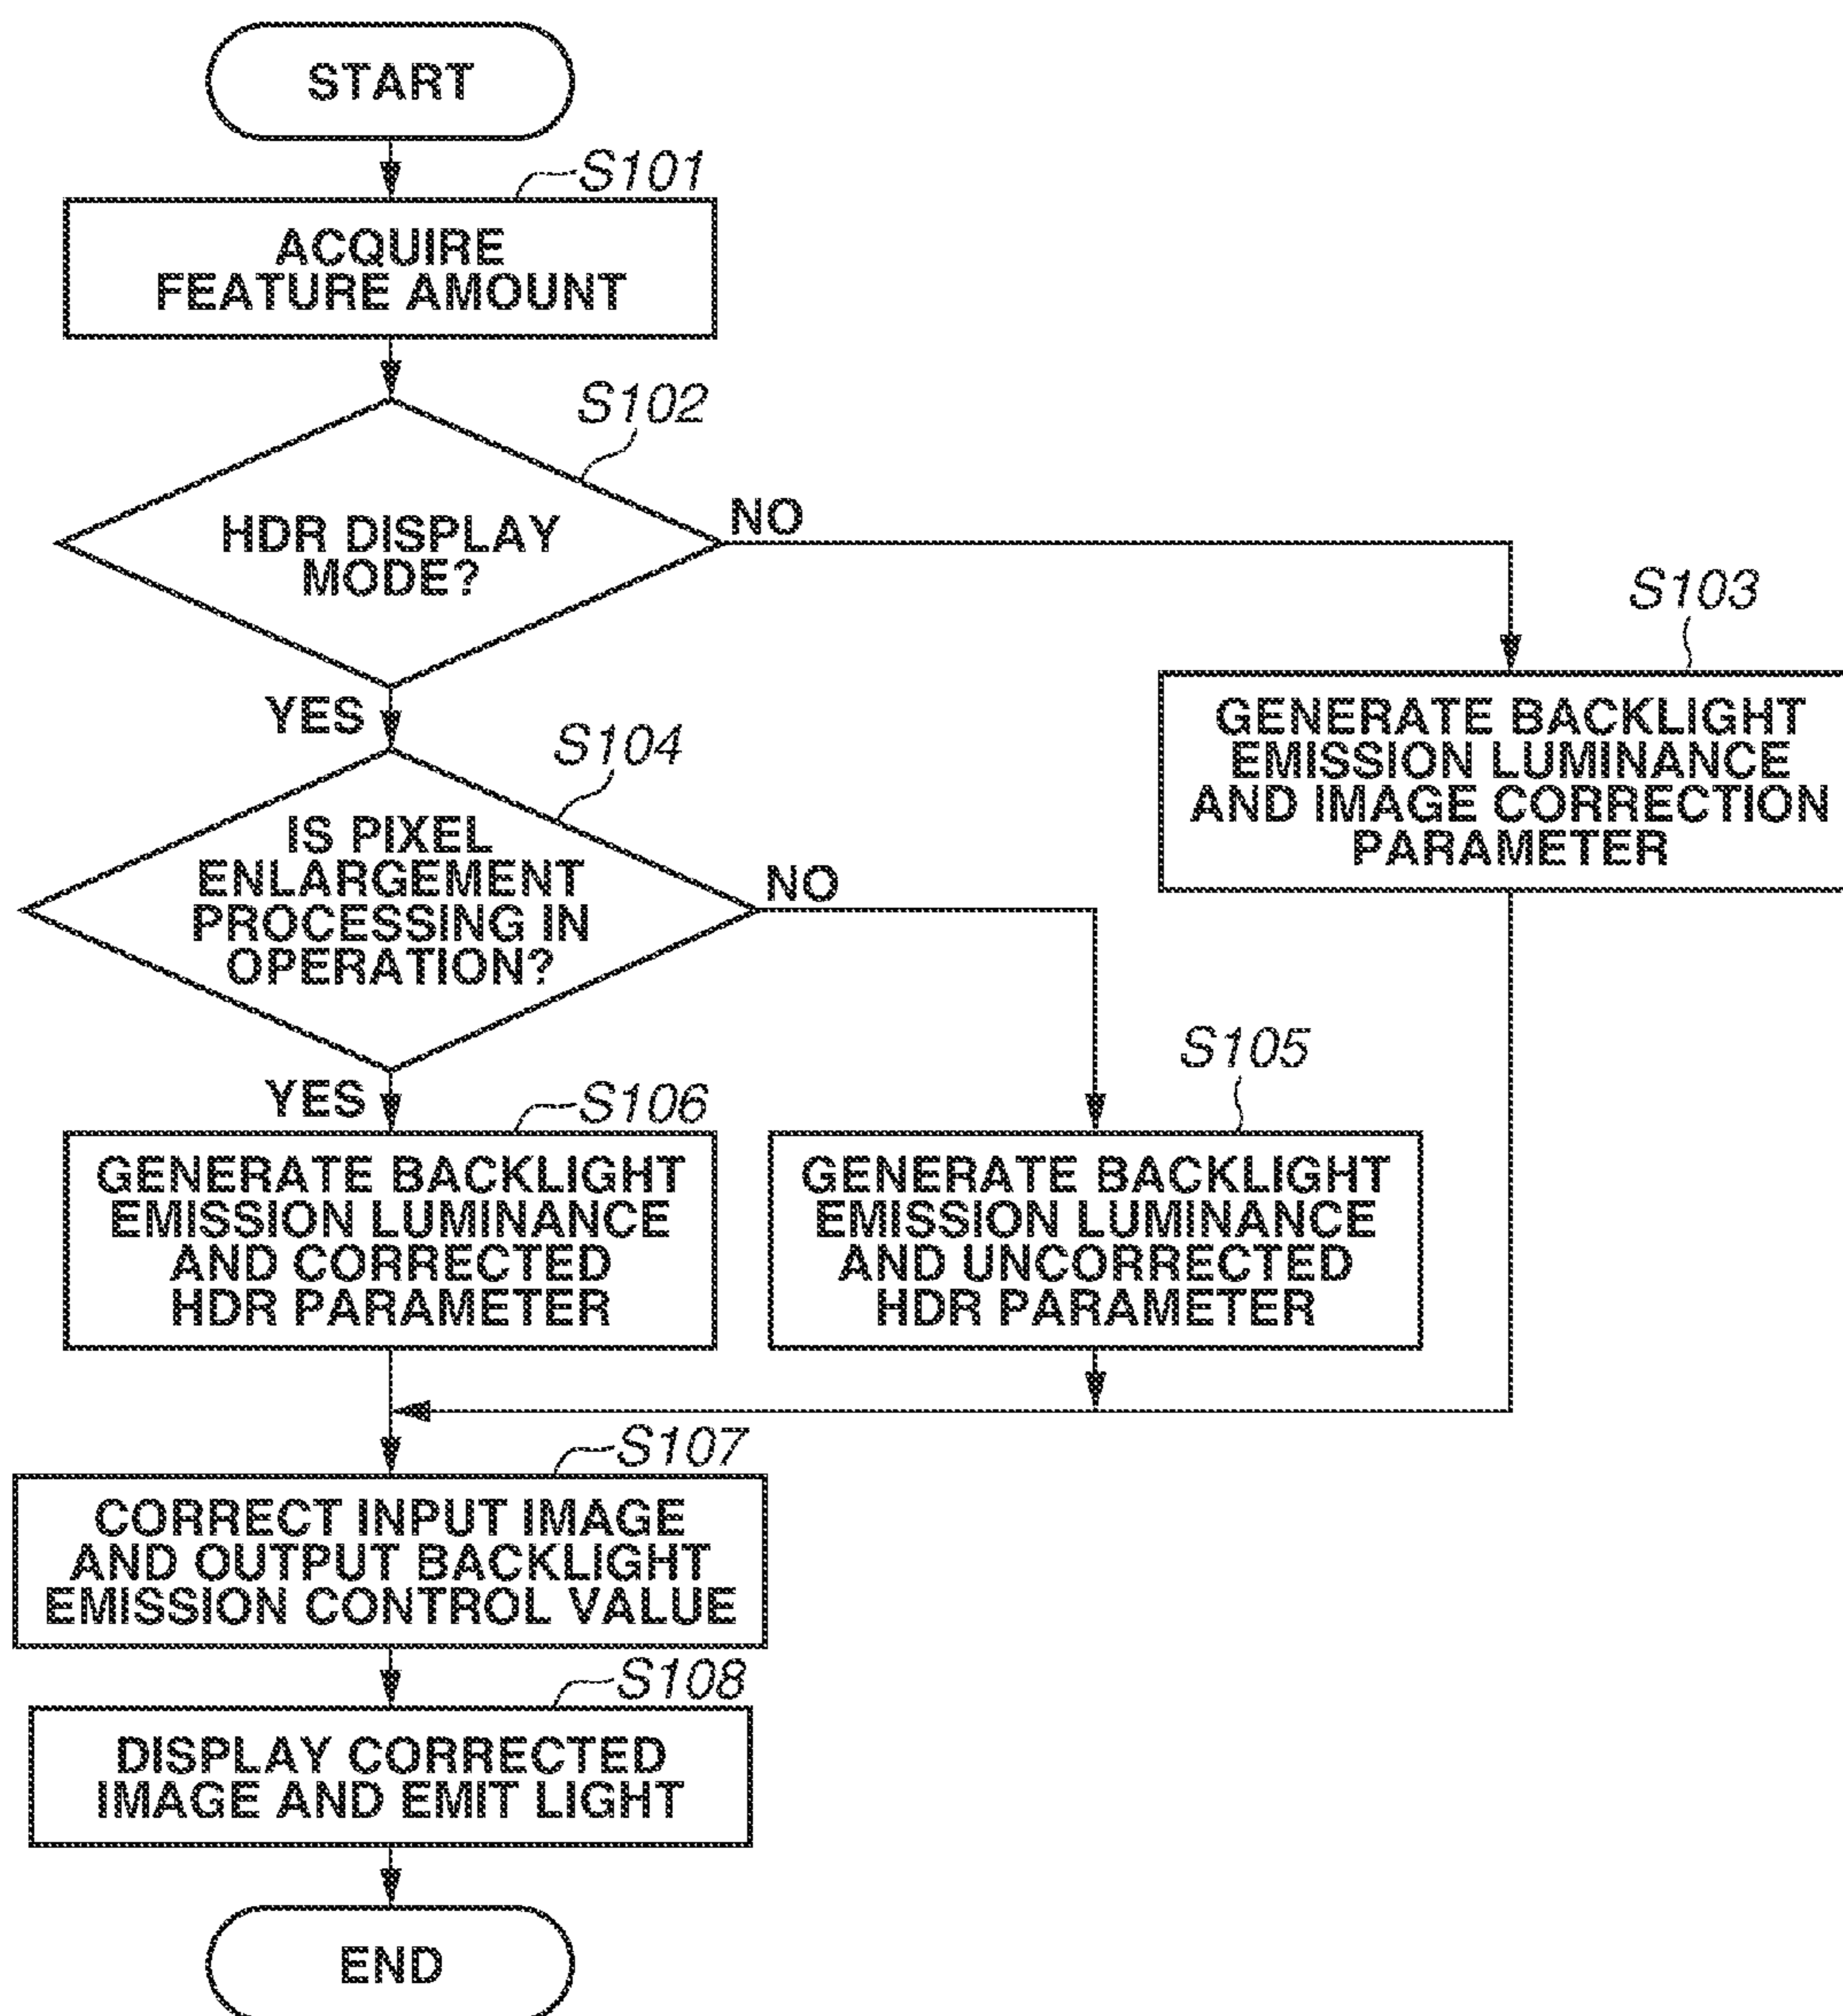 START
S101
ACQUIRE
FEATURE AMOUNT
S102
HDR DISPLAY
MODE?
NO
YES
S103
GENERATE BACKLIGHT
EMISSION LUMINANCE
AND IMAGE CORRECTION
PARAMETER
S104
IS PIXEL
ENLARGEMENT
PROCESSING IN
OPERATION?
NO
YES
S105
GENERATE BACKLIGHT
EMISSION LUMINANCE
AND UNCORRECTED
HDR PARAMETER
S106
GENERATE BACKLIGHT
EMISSION LUMINANCE
AND CORRECTED
HDR PARAMETER
S107
CORRECT INPUT IMAGE
AND OUTPUT BACKLIGHT
EMISSION CONTROL VALUE
S108
DISPLAY CORRECTED
IMAGE AND EMIT LIGHT
END